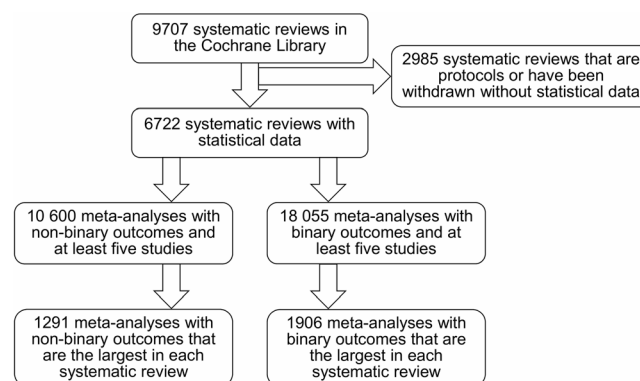 9707 systematic reviews in
the Cochrane Library
2985 systematic reviews that are
protocols or have been
withdrawn without statistical data
6722 systematic reviews with
statistical data
10 600 meta-analyses with
non-binary outcomes and
at least five studies
18 055 meta-analyses with
binary outcomes and at
least five studies
1291 meta-analyses with
non-binary outcomes that
are the largest in each
systematic review
1906 meta-analyses with
binary outcomes that are
the largest in each
systematic review